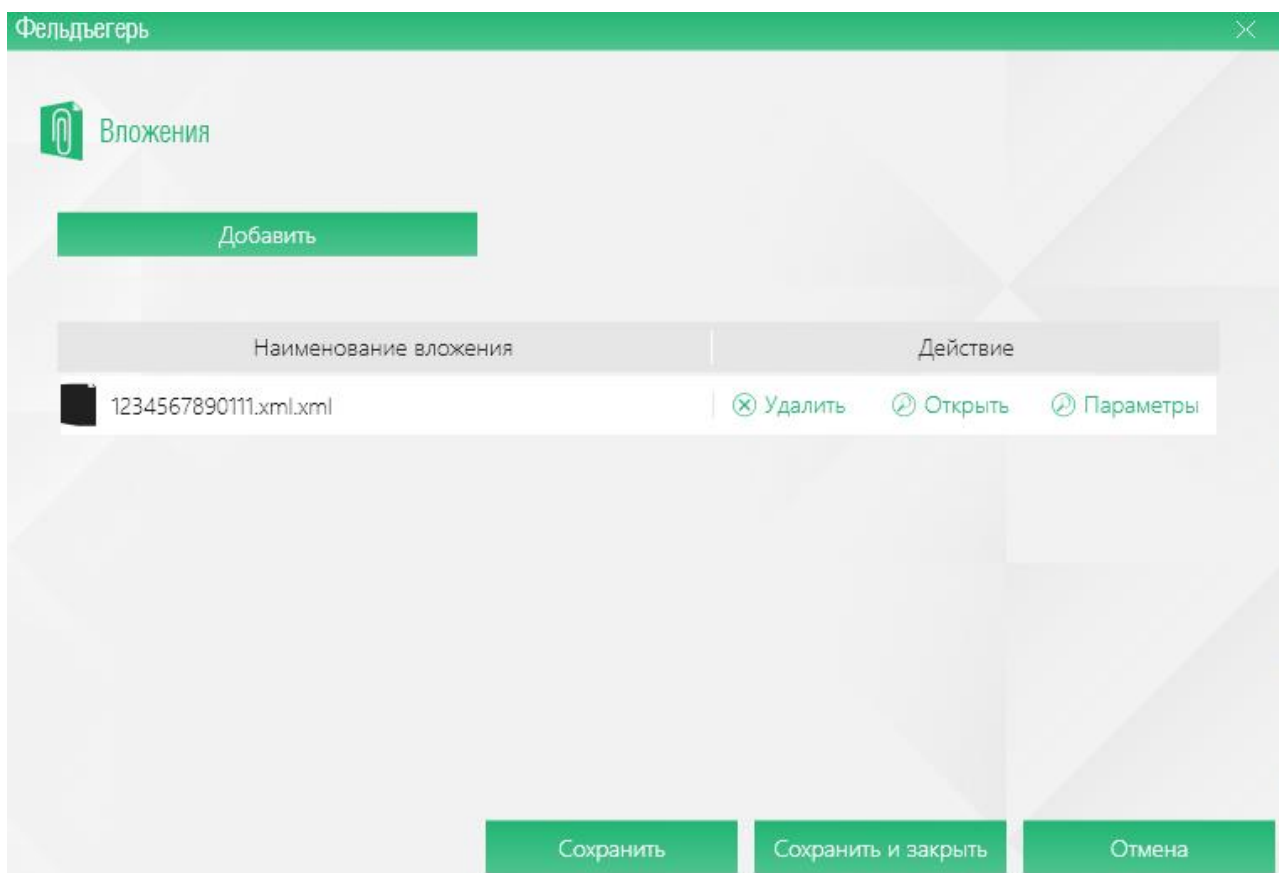 Фельдъегерь
Вложения
Добавить
Наименование вложения Действие
1234567890111.xml.xml Удалить Открыть Параметры
Сохранить Сохранить и закрыть Отмена